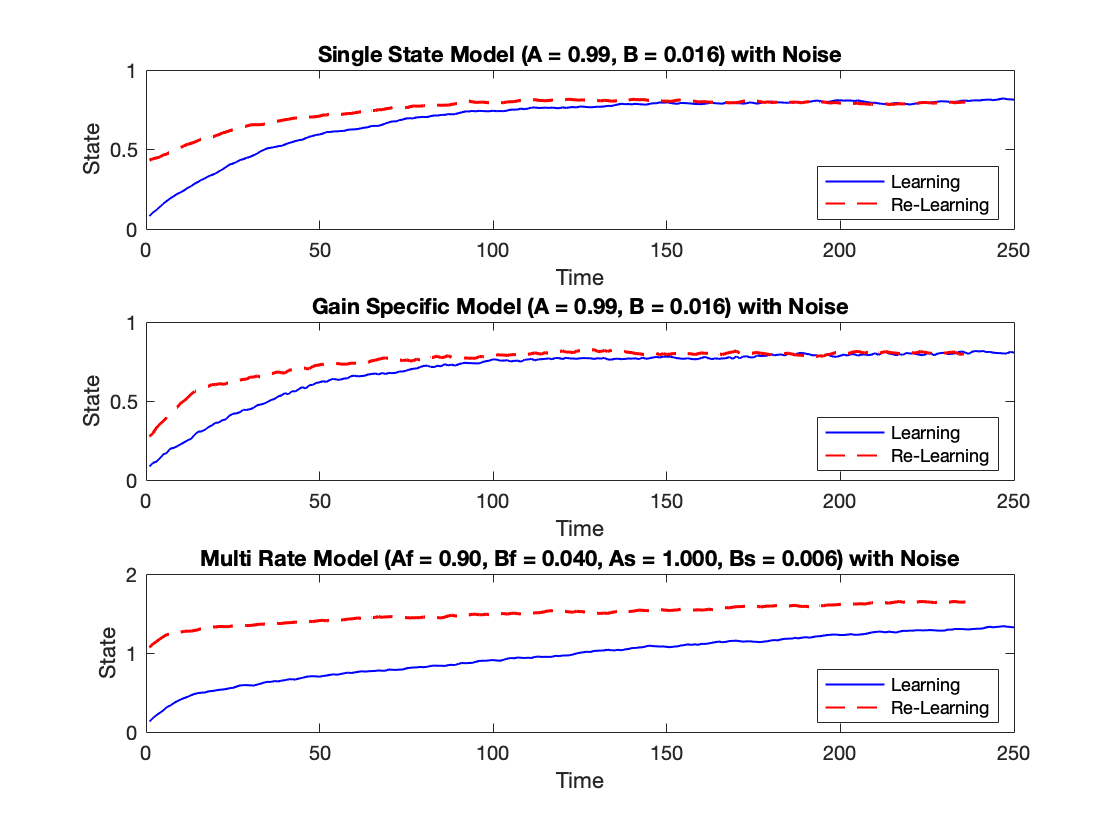 Single State Model (A = 0.99, B = 0.016) with Noise
1
0.5
0
State
Learning
Re-Learning
0 50 100 150 200 250
Time
Gain Specific Model (A = 0.99, B = 0.016) with Noise
1
0.5
0
State
Learning
Re-Learning
0 50 100 150 200 250
Time
Multi Rate Model (Af = 0.90, Bf = 0.040, As = 1.000, Bs = 0.006) with Noise
2
1
0
State
Learning
Re-Learning
0 50 100 150 200 250
Time